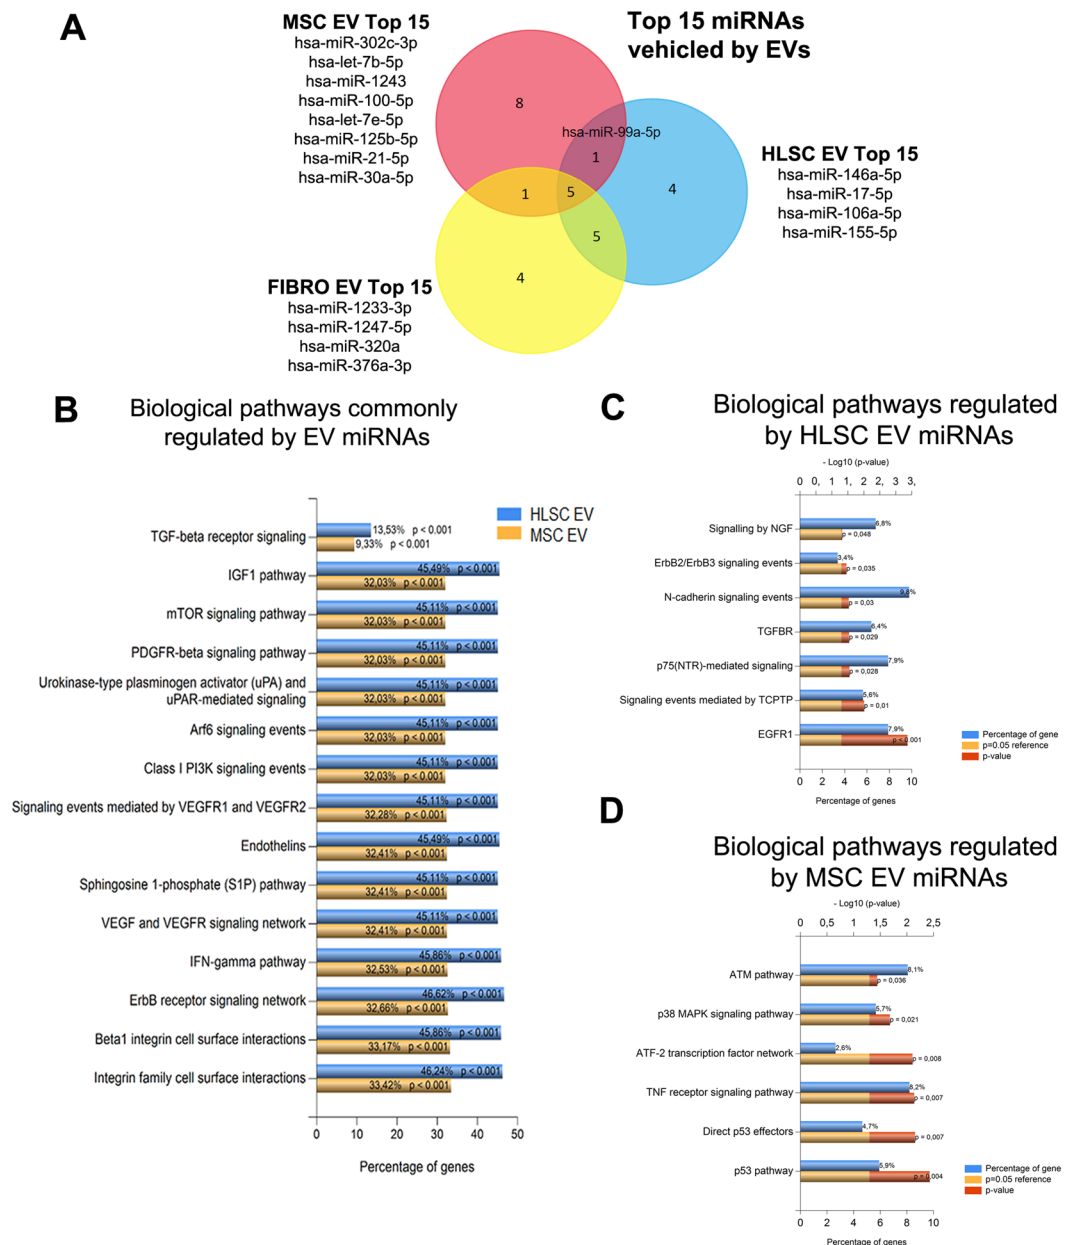 A
MSC EV Top 15
hsa-miR-302c-3p
hsa-let-7b-5p
hsa-miR-1243
hsa-miR-100-5p
hsa-let-7e-5p
hsa-miR-125b-5p
hsa-miR-21-5p
hsa-miR-30a-5p
Top 15 miRNAs
vehicled by EVs
8
hsa-miR-99a-5p
1
1
5
4
5
4
HLSC EV Top 15
hsa-miR-146a-5p
hsa-miR-17-5p
hsa-miR-106a-5p
hsa-miR-155-5p
FIBRO EV Top 15
hsa-miR-1233-3p
hsa-miR-1247-5p
hsa-miR-320a
hsa-miR-376a-3p
B
Biological pathways commonly
regulated by EV miRNAs
HLSC EV
MSC EV
TGF-beta receptor signaling
13,53% p < 0.001
9,33% p < 0.001
IGF1 pathway
45,49% p < 0.001
32,03% p < 0.001
mTOR signaling pathway
45,11% p < 0.001
32,03% p < 0.001
PDGFR-beta signaling pathway
45,11% p < 0.001
32,03% p < 0.001
Urokinase-type plasminogen activator (uPA) and
uPAR-mediated signaling
45,11% p < 0.001
32,03% p < 0.001
Arf6 signaling events
45,11% p < 0.001
32,03% p < 0.001
Class I PI3K signaling events
45,11% p < 0.001
32,03% p < 0.001
Signaling events mediated by VEGFR1 and VEGFR2
45,11% p < 0.001
32,28% p < 0.001
Endothelins
45,49% p < 0.001
32,41% p < 0.001
Sphingosine 1-phosphate (S1P) pathway
45,11% p < 0.001
32,41% p < 0.001
VEGF and VEGFR signaling network
45,11% p < 0.001
32,41% p < 0.001
IFN-gamma pathway
45,86% p < 0.001
32,53% p < 0.001
ErbB receptor signaling network
46,62% p < 0.001
32,66% p < 0.001
Beta1 integrin cell surface interactions
45,86% p < 0.001
33,17% p < 0.001
Integrin family cell surface interactions
46,24% p < 0.001
33,42% p < 0.001
0 10 20 30 40 50
Percentage of genes
C
Biological pathways regulated
by HLSC EV miRNAs
- Log10 (p-value)
0 0, 1 1, 2 2, 3 3,
Signalling by NGF
6,8%
p = 0,048
ErbB2/ErbB3 signaling events
3,4%
p = 0,035
N-cadherin signaling events
9,8%
p = 0,03
TGFBR
6,4%
p = 0,029
p75(NTR)-mediated signaling
7,9%
p = 0,028
Signaling events mediated by TCPTP
5,6%
p = 0,01
EGFR1
7,9%
p < 0.001
Percentage of gene
p=0.05 reference
p-value
0 2 4 6 8 10
Percentage of genes
D
Biological pathways regulated
by MSC EV miRNAs
- Log10 (p-value)
0 0,5 1 1,5 2 2,5
ATM pathway
8,1%
p = 0,036
p38 MAPK signaling pathway
5,7%
p = 0,021
ATF-2 transcription factor network
2,6%
p = 0,008
TNF receptor signaling pathway
8,2%
p = 0,007
Direct p53 effectors
4,7%
p = 0,007
p53 pathway
5,9%
p = 0,004
Percentage of gene
p=0.05 reference
p-value
0 2 4 6 8 10
Percentage of genes